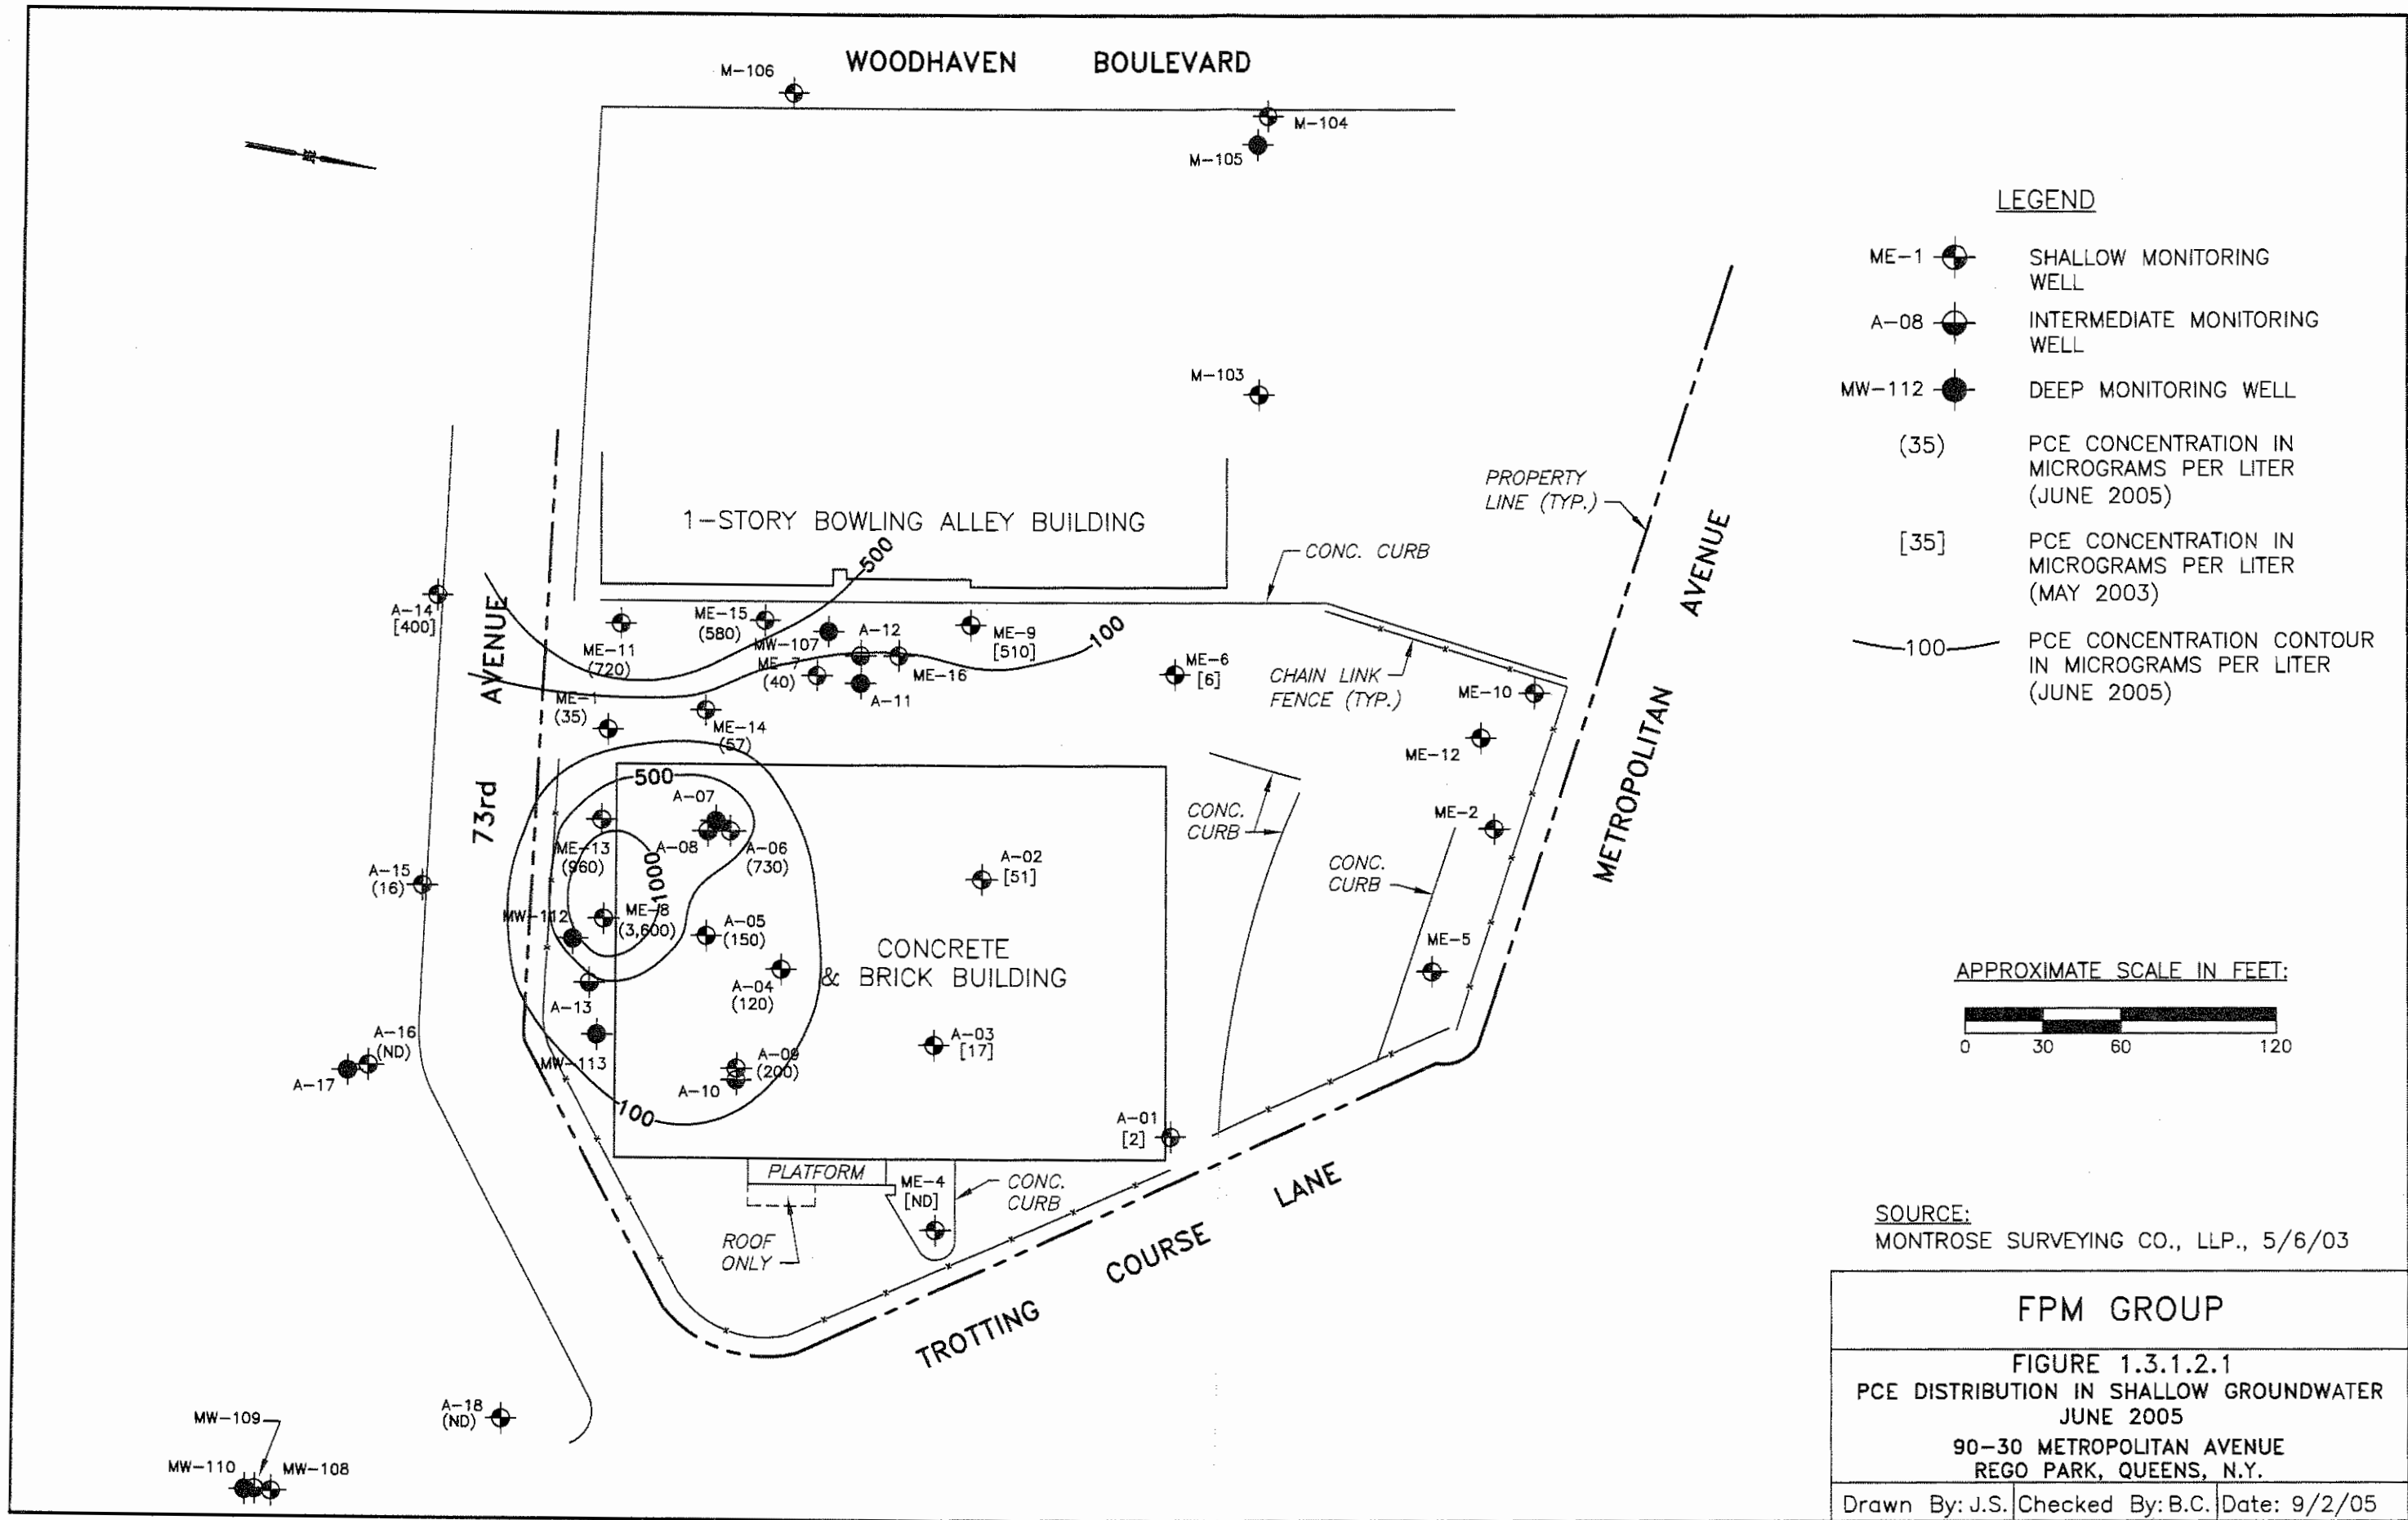 WOODHAVEN BOULEVARD
M-106
M-104
M-105
M-103
1-STORY BOWLING ALLEY BUILDING
500
CONC. CURB
PROPERTY
LINE (TYP.)
METROPOLITAN AVENUE
73rd AVENUE
A-14
[400]
ME-11
(720)
ME-15
(580)
MW-107
A-12
ME-9
[510]
100
ME-7
(40)
ME-16
A-11
ME-6
[6]
CHAIN LINK
FENCE (TYP.)
ME-10
ME-1
(35)
ME-14
(57)
ME-12
500
A-07
CONC.
CURB
ME-2
ME-13
(960)
A-08
A-06
(730)
1000
A-15
(16)
A-02
[51]
CONC.
CURB
MW-112
ME-8
(3,600)
A-05
(150)
ME-5
CONCRETE
& BRICK BUILDING
A-04
(120)
A-13
A-16
(ND)
A-17
MW-113
A-09
(200)
A-10
A-03
[17]
100
A-01
[2]
PLATFORM
ME-4
[ND]
CONC.
CURB
ROOF
ONLY
TROTTING COURSE LANE
A-18
(ND)
MW-109
MW-110
MW-108
LEGEND
ME-1 SHALLOW MONITORING
WELL
A-08 INTERMEDIATE MONITORING
WELL
MW-112 DEEP MONITORING WELL
(35) PCE CONCENTRATION IN
MICROGRAMS PER LITER
(JUNE 2005)
[35] PCE CONCENTRATION IN
MICROGRAMS PER LITER
(MAY 2003)
100 PCE CONCENTRATION CONTOUR
IN MICROGRAMS PER LITER
(JUNE 2005)
APPROXIMATE SCALE IN FEET:
0 30 60 120
SOURCE:
MONTROSE SURVEYING CO., LLP., 5/6/03
FPM GROUP
FIGURE 1.3.1.2.1
PCE DISTRIBUTION IN SHALLOW GROUNDWATER
JUNE 2005
90-30 METROPOLITAN AVENUE
REGO PARK, QUEENS, N.Y.
Drawn By: J.S. Checked By: B.C. Date: 9/2/05